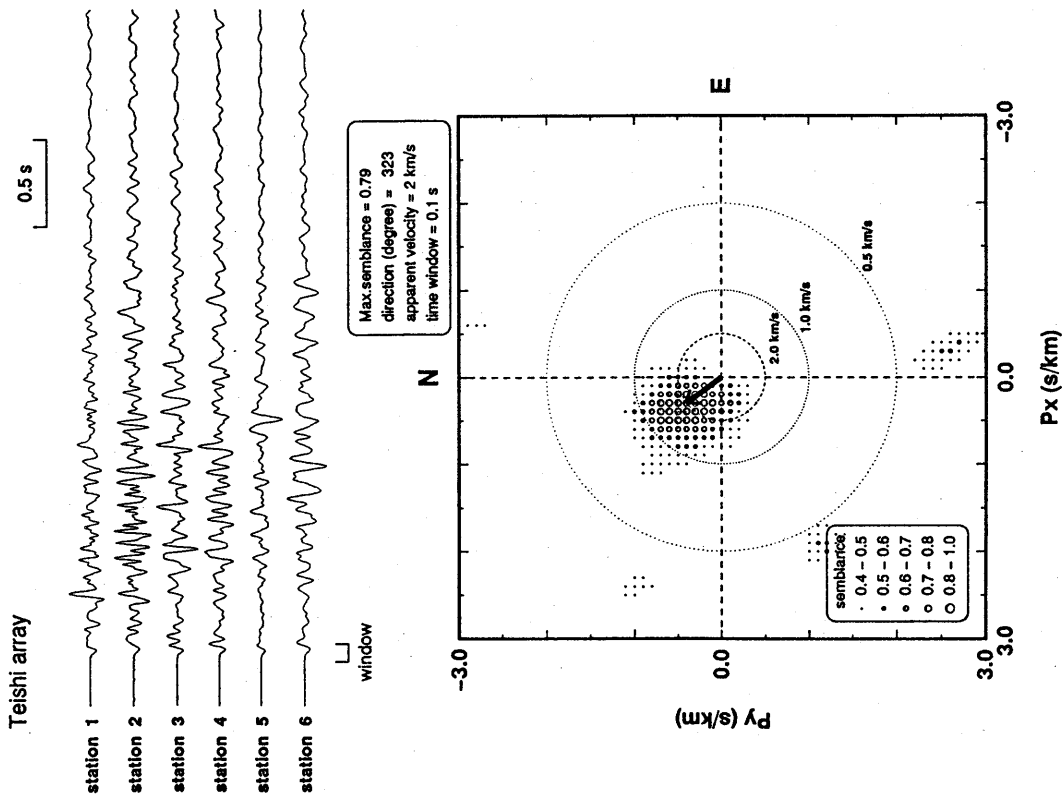 Teishi array
0.5 s
station 1
station 2
station 3
station 4
station 5
station 6
window
Max.semblance = 0.79
direction (degree) = 323
apparent velocity = 2 km/s
time window = 0.1 s
N
E
2.0 km/s
1.0 km/s
0.5 km/s
semblance:
0.4 – 0.5
0.5 – 0.6
0.6 – 0.7
0.7 – 0.8
0.8 – 1.0
-3.0
0.0
3.0
Py (s/km)
3.0
0.0
-3.0
Px (s/km)